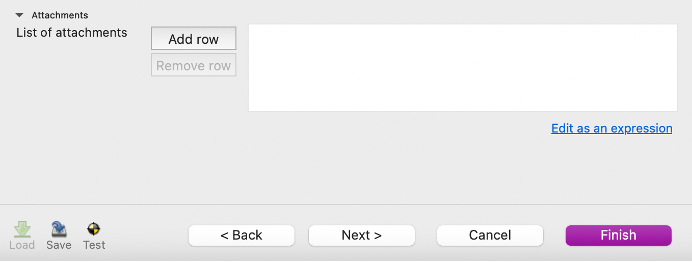 Attachments
List of attachments
Add row
Remove row
Edit as an expression
Load
Save
Test
< Back
Next >
Cancel
Finish